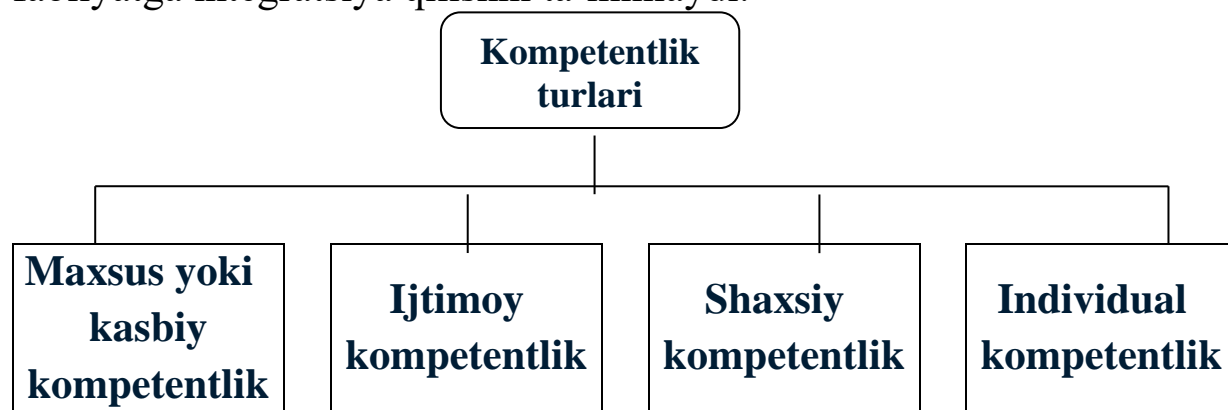 Kompetentlik
turlari
Maxsus yoki
kasbiy
kompetentlik
Ijtimoy
kompetentlik
Shaxsiy
kompetentlik
Individual
kompetentlik